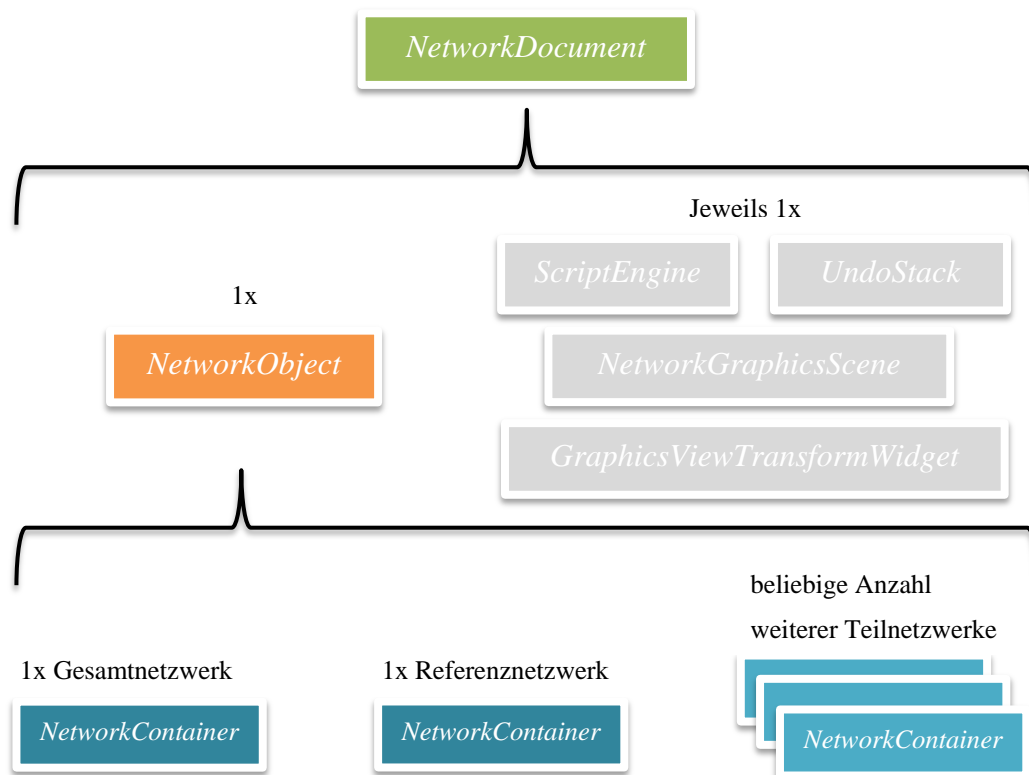 NetworkDocument
Jeweils 1x
ScriptEngine
UndoStack
1x
NetworkObject
NetworkGraphicsScene
GraphicsViewTransformWidget
beliebige Anzahl
weiterer Teilnetzwerke
1x Gesamtnetzwerk
1x Referenznetzwerk
NetworkContainer
NetworkContainer
NetworkContainer